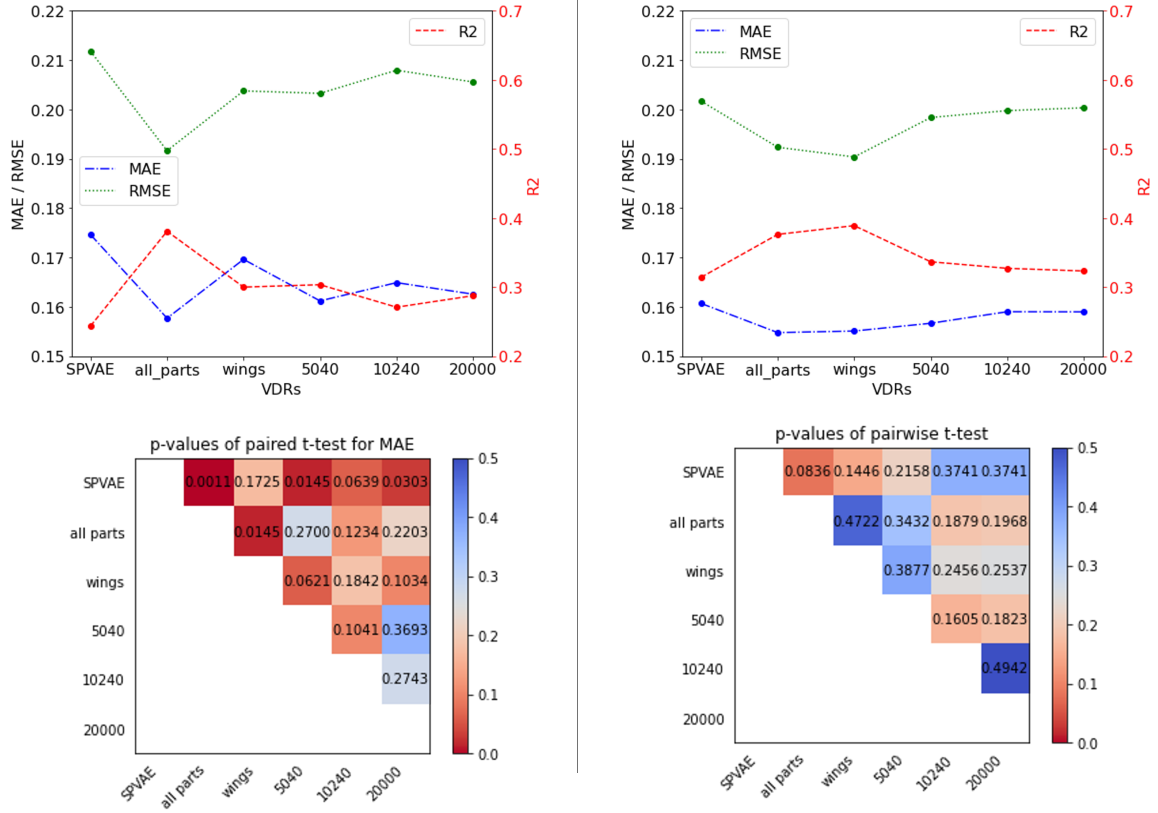 0.22
0.21
0.20
0.19
0.18
0.17
0.16
0.15
MAE / RMSE
R2
MAE
RMSE
0.7
0.6
0.5
0.4
0.3
0.2
R2
SPVAE all_parts wings 5040 10240 20000
VDRs
0.22
0.21
0.20
0.19
0.18
0.17
0.16
0.15
MAE / RMSE
MAE
RMSE
R2
0.7
0.6
0.5
0.4
0.3
0.2
R2
SPVAE all_parts wings 5040 10240 20000
VDRs
p-values of paired t-test for MAE
SPVAE 0.0011 0.1725 0.0145 0.0639 0.0303
all parts 0.0145 0.2700 0.1234 0.2203
wings 0.0621 0.1842 0.1034
5040 0.1041 0.3693
10240 0.2743
20000
SPVAE all parts wings 5040 10240 20000
0.5
0.4
0.3
0.2
0.1
0.0
p-values of pairwise t-test
SPVAE 0.0836 0.1446 0.2158 0.3741 0.3741
all parts 0.4722 0.3432 0.1879 0.1968
wings 0.3877 0.2456 0.2537
5040 0.1605 0.1823
10240 0.4942
20000
SPVAE all parts wings 5040 10240 20000
0.5
0.4
0.3
0.2
0.1
0.0